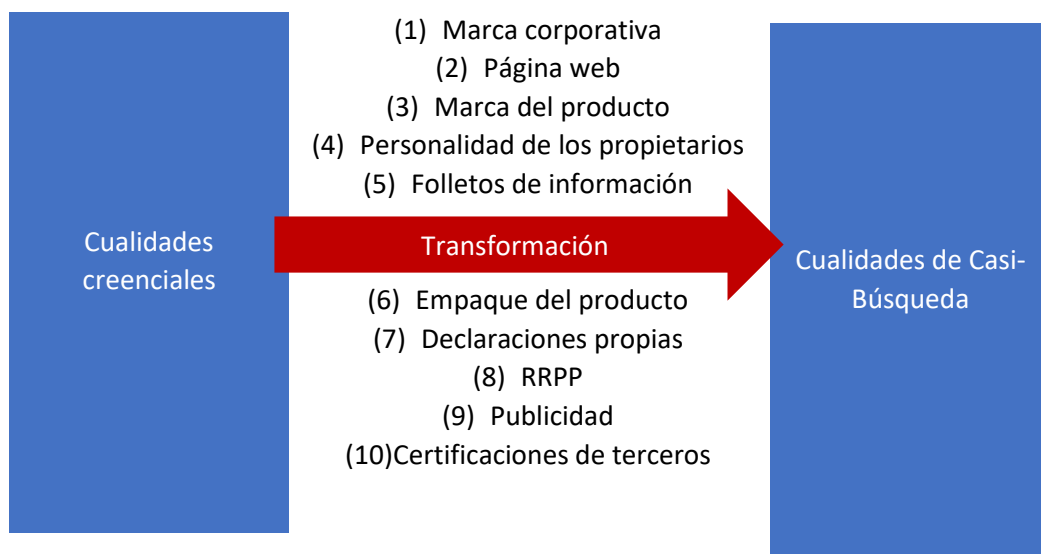 (1) Marca corporativa
(2) Página web
(3) Marca del producto
(4) Personalidad de los propietarios
(5) Folletos de información
Cualidades
creenciales
Transformación
Cualidades de Casi-
Búsqueda
(6) Empaque del producto
(7) Declaraciones propias
(8) RRPP
(9) Publicidad
(10)Certificaciones de terceros